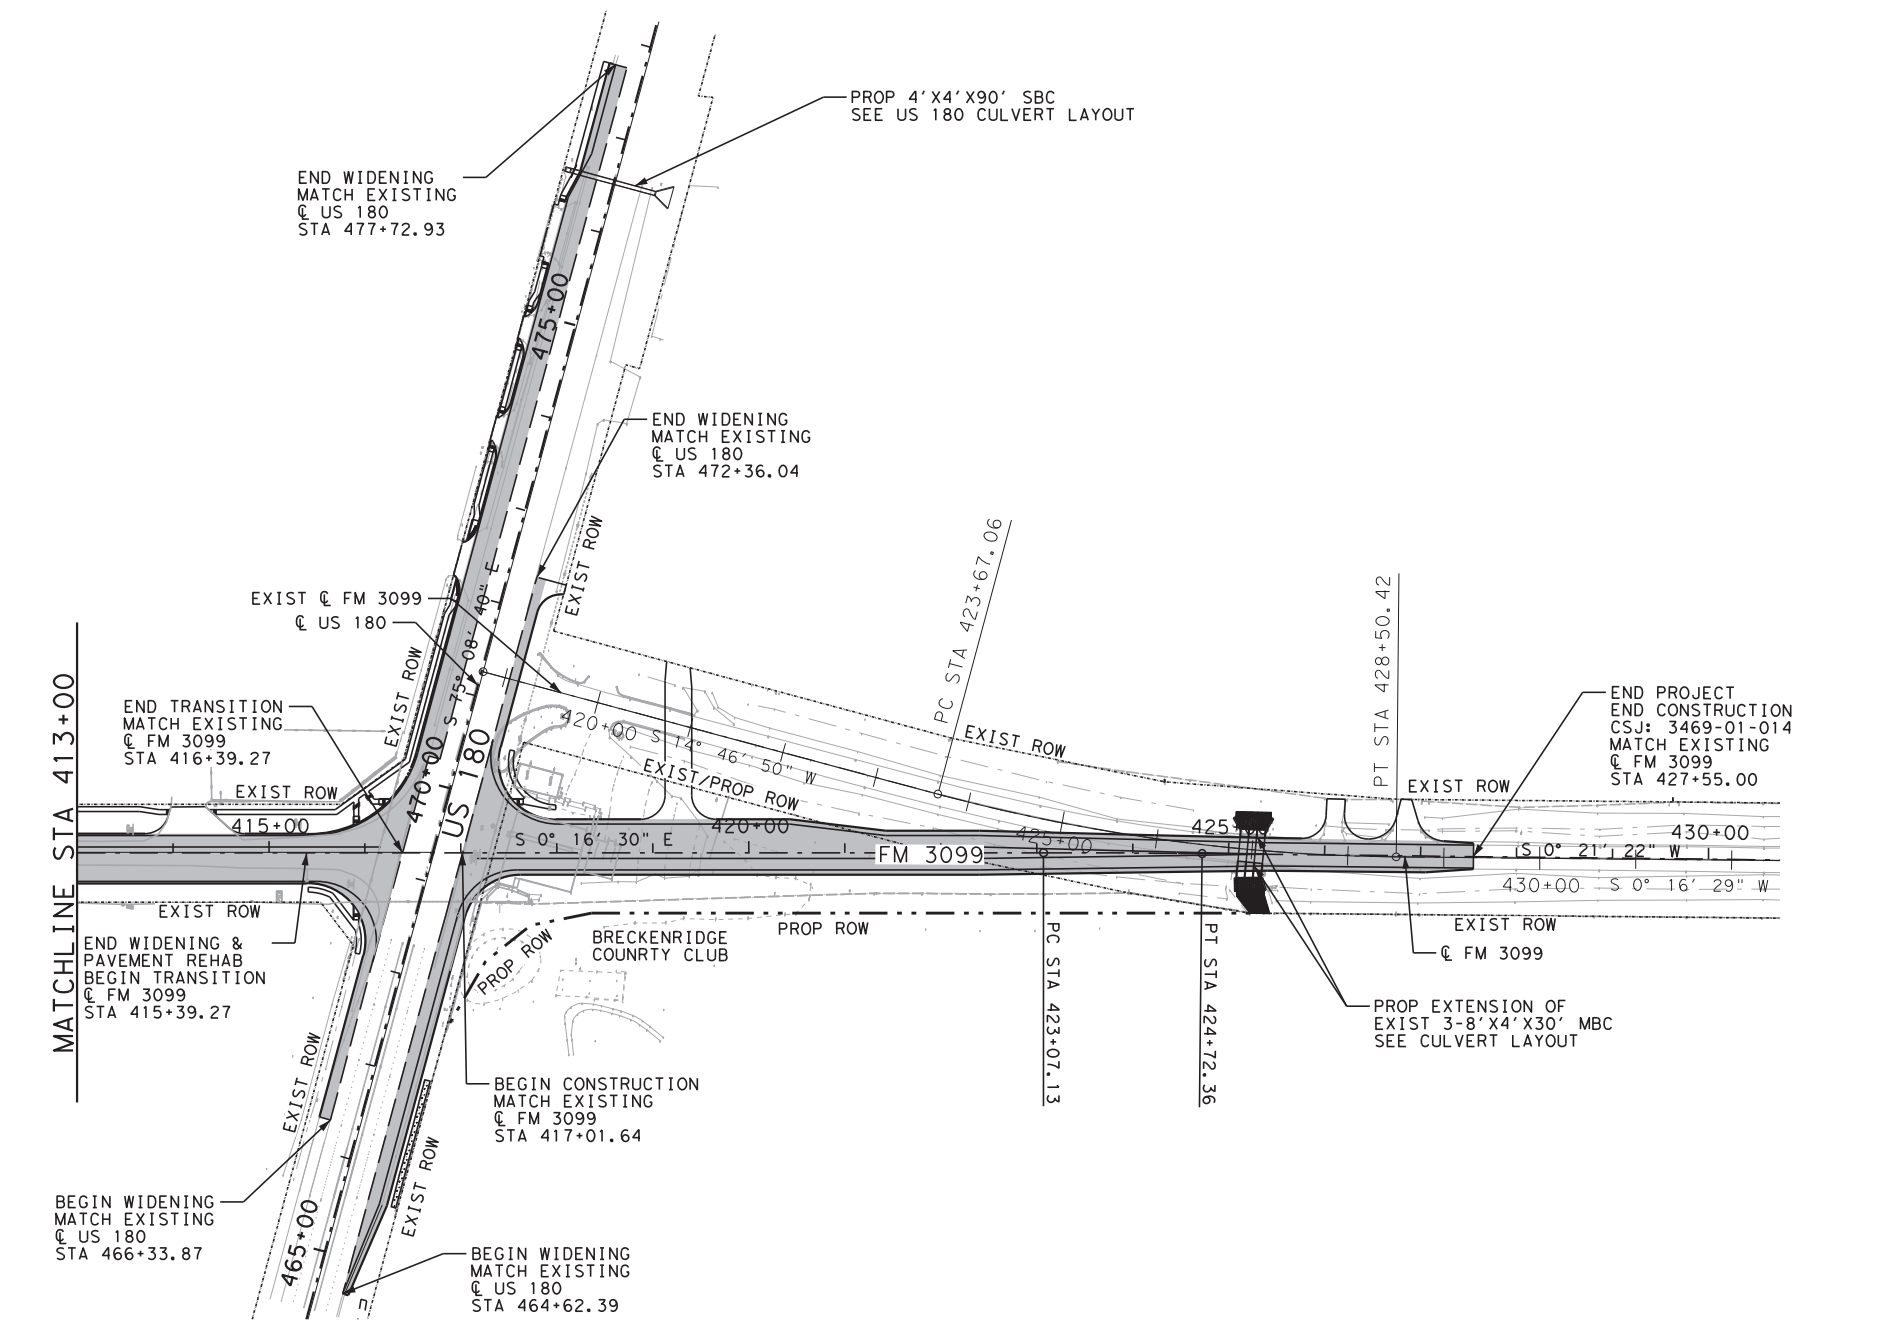 PROP 4'X4'X90' SBC
SEE US 180 CULVERT LAYOUT
END WIDENING
MATCH EXISTING
℄ US 180
STA 477+72.93
475+00
END WIDENING
MATCH EXISTING
℄ US 180
STA 472+36.04
EXIST ROW
PC STA 423+67.06
PT STA 428+50.42
EXIST ℄ FM 3099
℄ US 180
S 75° 08' 40" E
EXIST ROW
MATCHLINE STA 413+00
END TRANSITION
MATCH EXISTING
℄ FM 3099
STA 416+39.27
END PROJECT
END CONSTRUCTION
CSJ: 3469-01-014
MATCH EXISTING
℄ FM 3099
STA 427+55.00
420+00 S 14° 46' 50" W
EXIST ROW
EXIST/PROP ROW
470+00
US 180
EXIST ROW
EXIST ROW
415+00
S 0° 16' 30" E
420+00
425+00
425+00
430+00
FM 3099
S 0° 21' 22" W
430+00 S 0° 16' 29" W
EXIST ROW
EXIST ROW
PROP ROW
PROP ROW
BRECKENRIDGE
COUNRTY CLUB
END WIDENING &
PAVEMENT REHAB
BEGIN TRANSITION
℄ FM 3099
STA 415+39.27
℄ FM 3099
PC STA 423+07.13
PT STA 424+72.36
PROP EXTENSION OF
EXIST 3-8'X4'X30' MBC
SEE CULVERT LAYOUT
EXIST ROW
BEGIN CONSTRUCTION
MATCH EXISTING
℄ FM 3099
STA 417+01.64
EXIST ROW
BEGIN WIDENING
MATCH EXISTING
℄ US 180
STA 466+33.87
465+00
BEGIN WIDENING
MATCH EXISTING
℄ US 180
STA 464+62.39